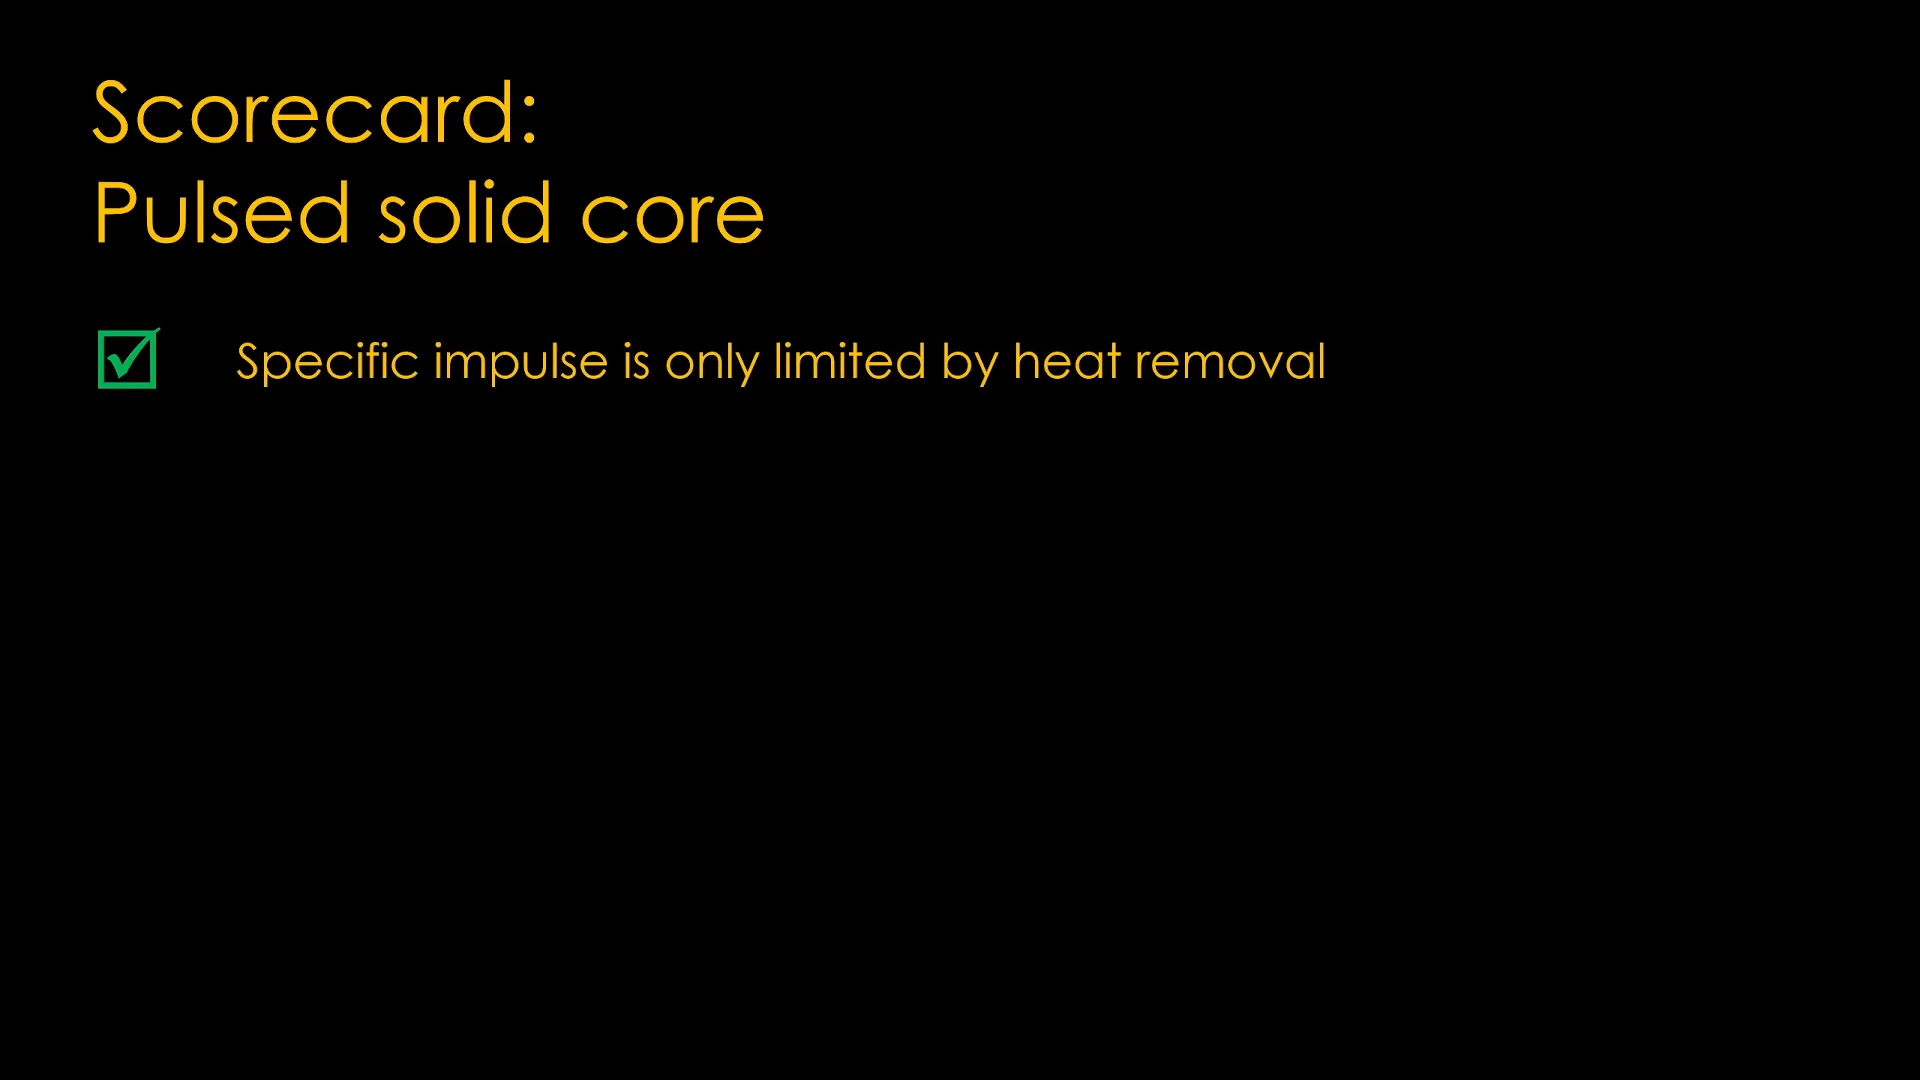 Scorecard:
Pulsed solid core
Specific impulse is only limited by heat removal